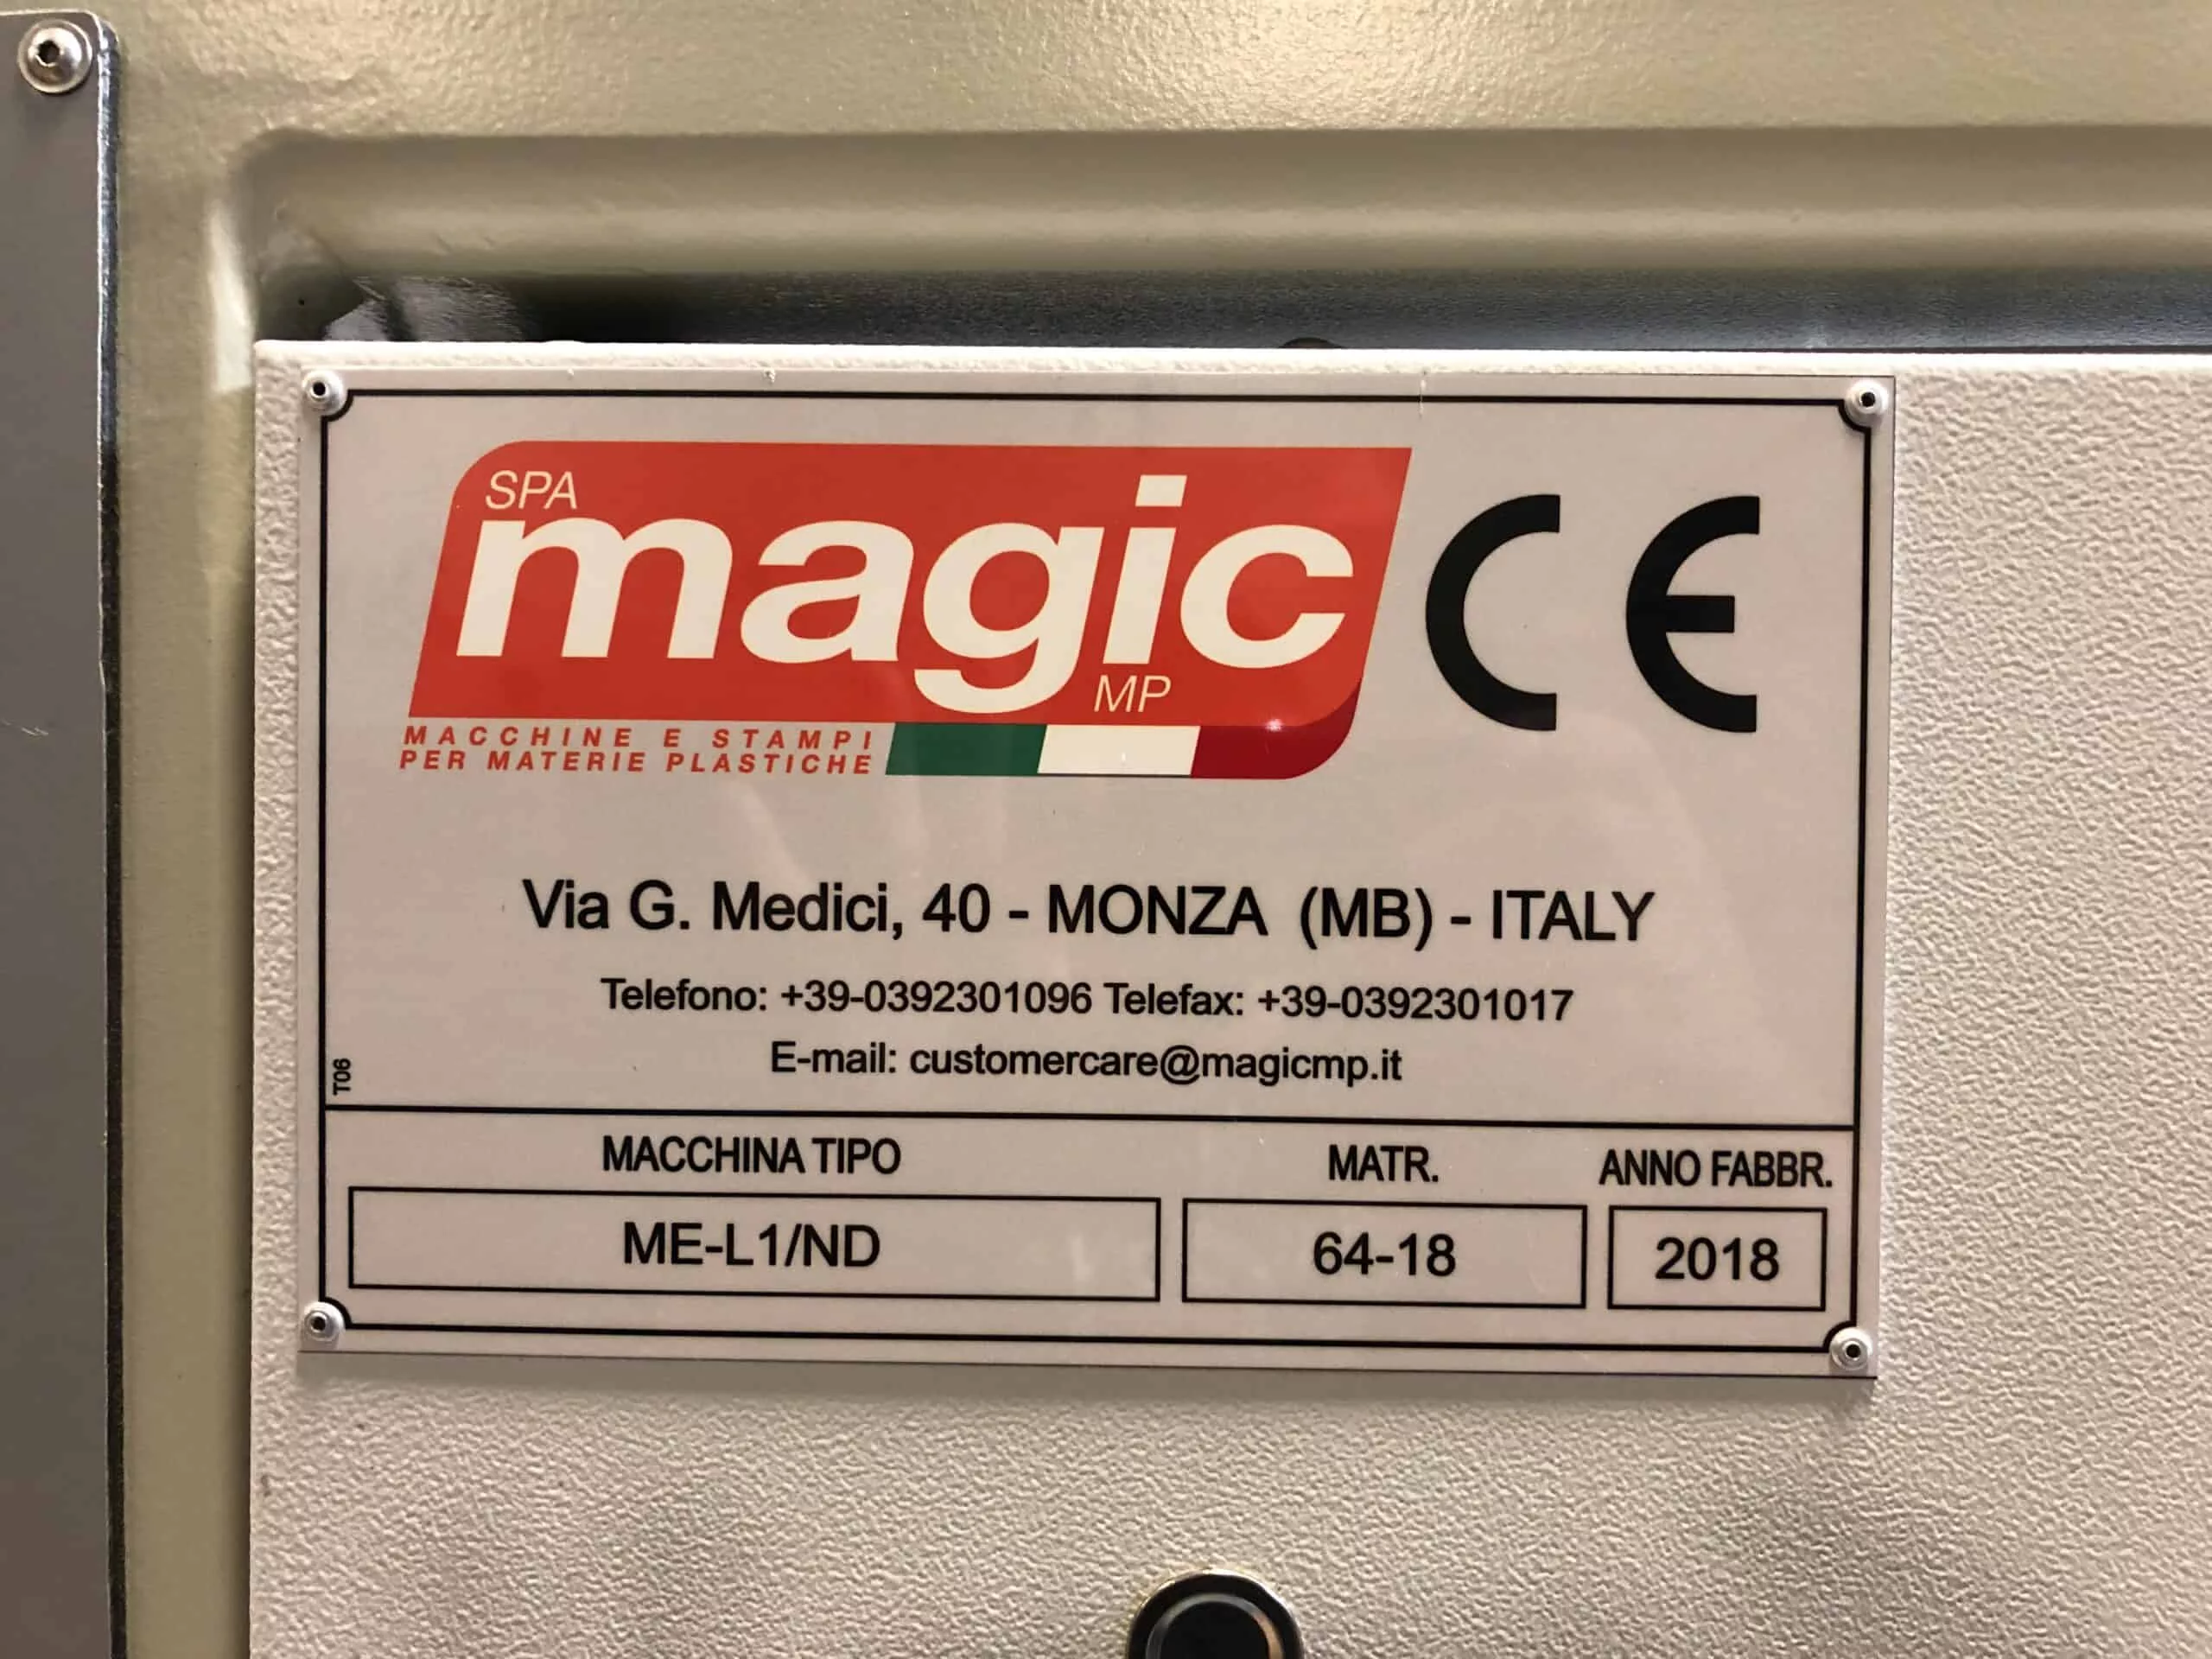 SPA
magic
MP
MACCHINE E STAMPI
PER MATERIE PLASTICHE
CE
Via G. Medici, 40 - MONZA (MB) - ITALY
Telefono: +39-0392301096 Telefax: +39-0392301017
E-mail: customercare@magicmp.it
T06
MACCHINA TIPO MATR. ANNO FABBR.
ME-L1/ND 64-18 2018